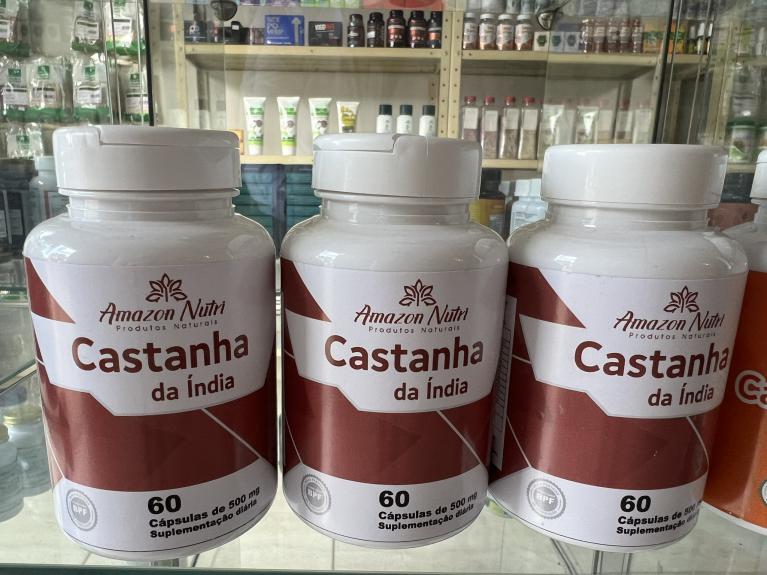 Amazon Nutri
Produtos Naturais
Castanha
da Índia
BPF
60
Cápsulas de 500 mg
Suplementação diária
Amazon Nutri
Produtos Naturais
Castanha
da Índia
BPF
60
Cápsulas de 500 mg
Suplementação diária
Amazon Nutri
Produtos Naturais
Castanha
da Índia
BPF
60
Cápsulas de 500 mg
Suplementação diária